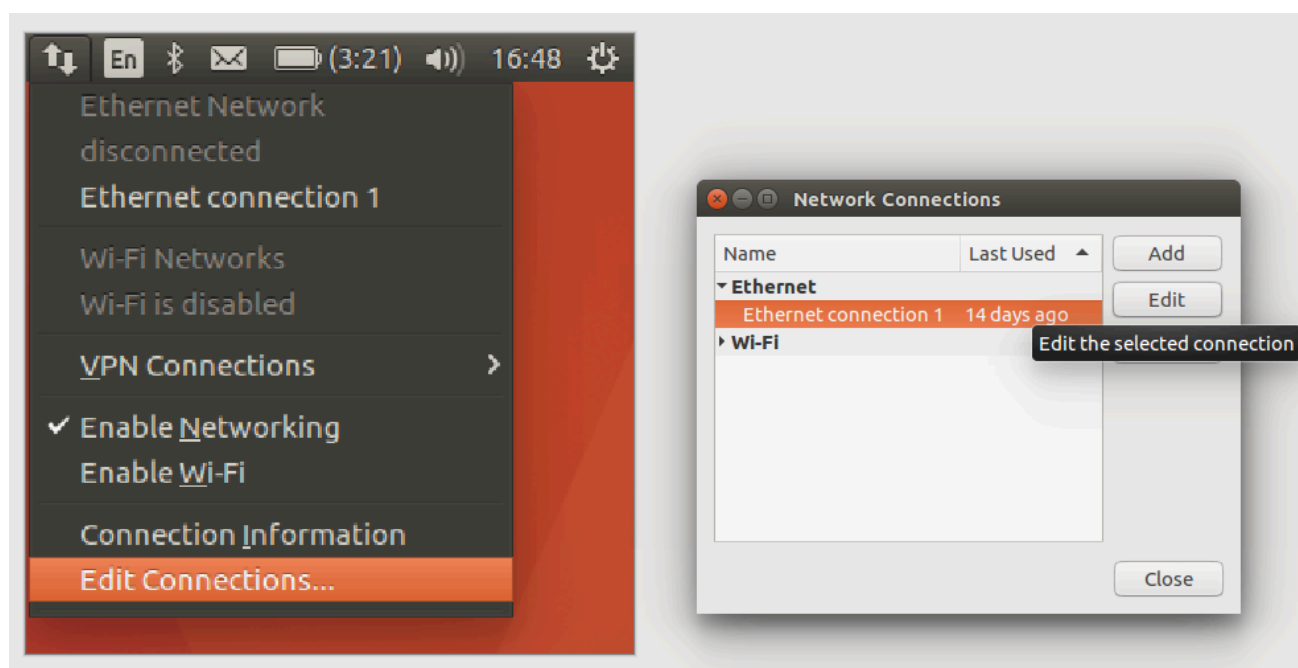 En (3:21) 16:48
Ethernet Network
disconnected
Ethernet connection 1
Wi-Fi Networks
Wi-Fi is disabled
VPN Connections
Enable Networking
Enable Wi-Fi
Connection Information
Edit Connections...
Network Connections
Name Last Used Add
Ethernet
Edit
Ethernet connection 1 14 days ago
Wi-Fi
Edit the selected connection
Close